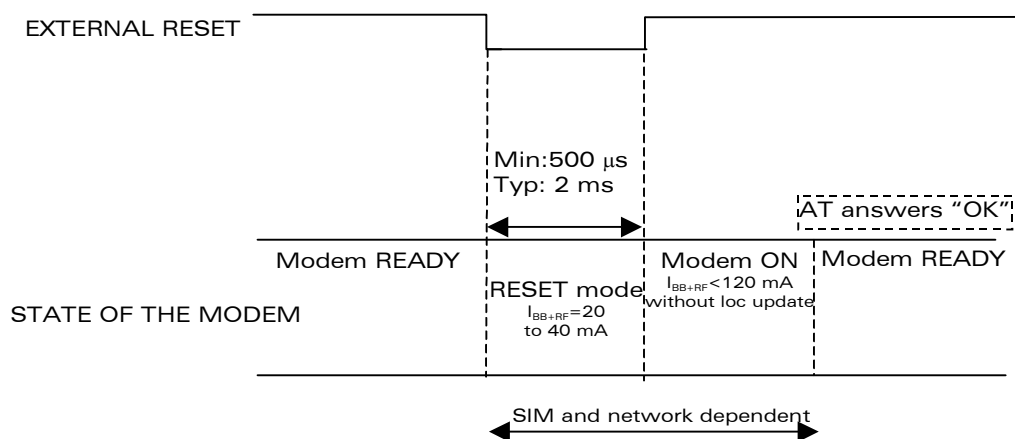 EXTERNAL RESET
Min:500 μs
Typ: 2 ms
AT answers “OK”
Modem READY
RESET mode
IBB+RF=20
to 40 mA
Modem ON
IBB+RF<120 mA
without loc update
Modem READY
STATE OF THE MODEM
SIM and network dependent